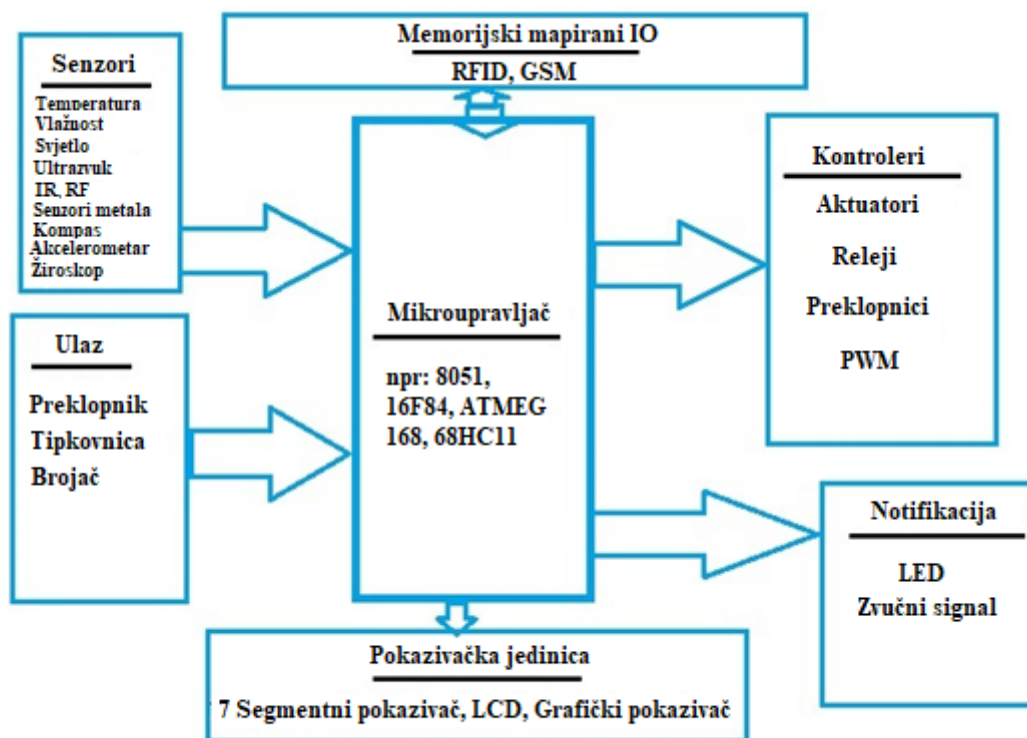 Memorijski mapirani IO
RFID, GSM
Senzori
Temperatura
Vlažnost
Svjetlo
Ultrazvuk
IR, RF
Senzori metala
Kompas
Akcelerometar
Žiroskop
Ulaz
Preklopnik
Tipkovnica
Brojač
Mikroupravljač
npr: 8051,
16F84, ATMEG
168, 68HC11
Kontroleri
Aktuatori
Releji
Preklopnici
PWM
Notifikacija
LED
Zvučni signal
Pokazivačka jedinica
7 Segmentni pokazivač, LCD, Grafički pokazivač